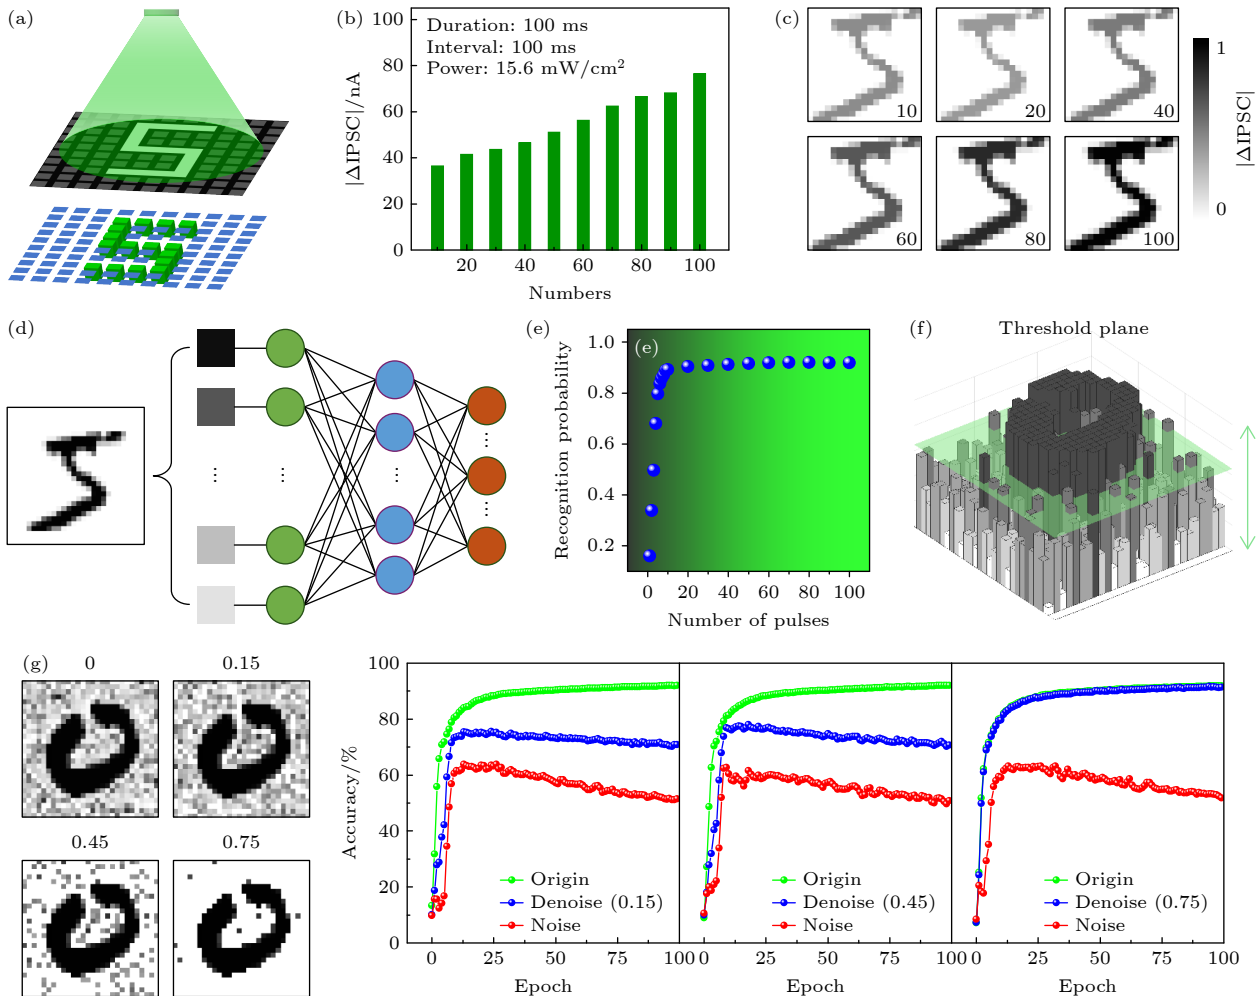 (a)
(b)
Duration: 100 ms
Interval: 100 ms
Power: 15.6 mW/cm²
|ΔIPSC|/nA
100
80
60
40
20
0
20 40 60 80 100
Numbers
(c)
10
20
40
60
80
100
1
0
|ΔIPSC|
(d)
(e)
(e)
Recognition probability
1.0
0.8
0.6
0.4
0.2
0 20 40 60 80 100
Number of pulses
(f)
Threshold plane
(g)
0
0.15
0.45
0.75
Accuracy/%
100
80
60
40
20
0
Origin
Denoise (0.15)
Noise
0 25 50 75 100
Epoch
Origin
Denoise (0.45)
Noise
0 25 50 75 100
Epoch
Origin
Denoise (0.75)
Noise
0 25 50 75 100
Epoch